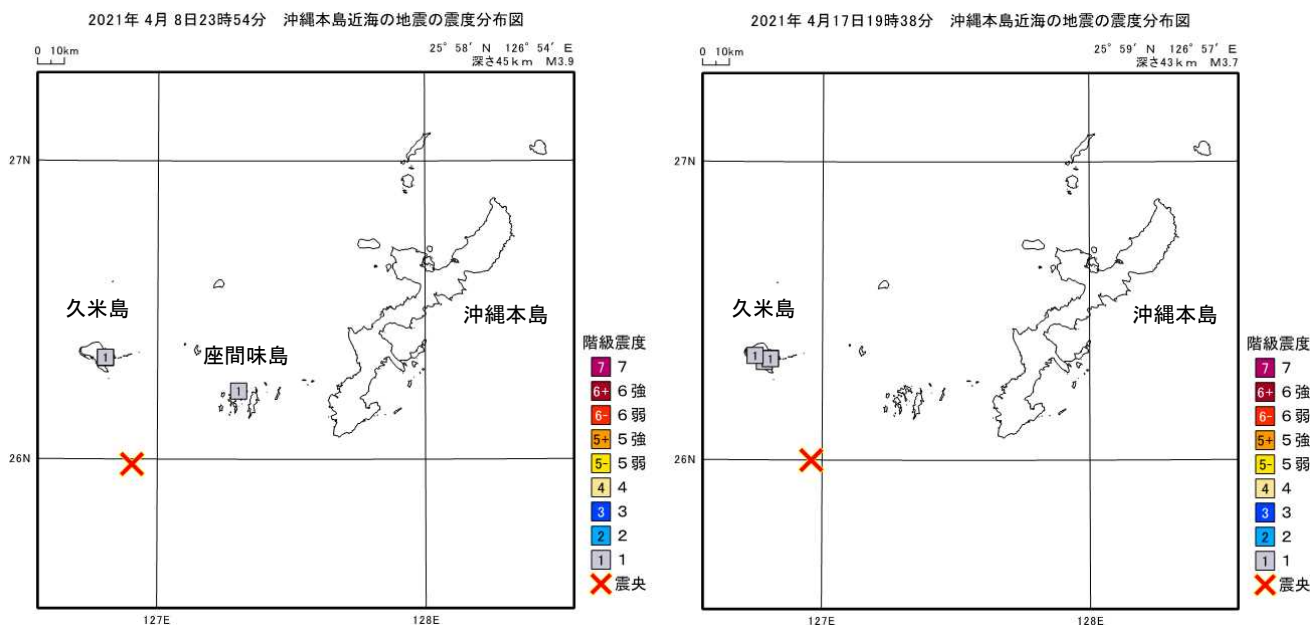 2021年 4月 8日23時54分　沖縄本島近海の地震の震度分布図
0 10km
25° 58′ N 126° 54′ E
深さ45km M3.9
27N
久米島
沖縄本島
座間味島
1
1
26N
127E
128E
階級震度
7 7
6+ 6強
6- 6弱
5+ 5強
5- 5弱
4 4
3 3
2 2
1 1
震央
2021年 4月17日19時38分　沖縄本島近海の地震の震度分布図
0 10km
25° 59′ N 126° 57′ E
深さ43km M3.7
27N
久米島
沖縄本島
1
1
26N
127E
128E
階級震度
7 7
6+ 6強
6- 6弱
5+ 5強
5- 5弱
4 4
3 3
2 2
1 1
震央